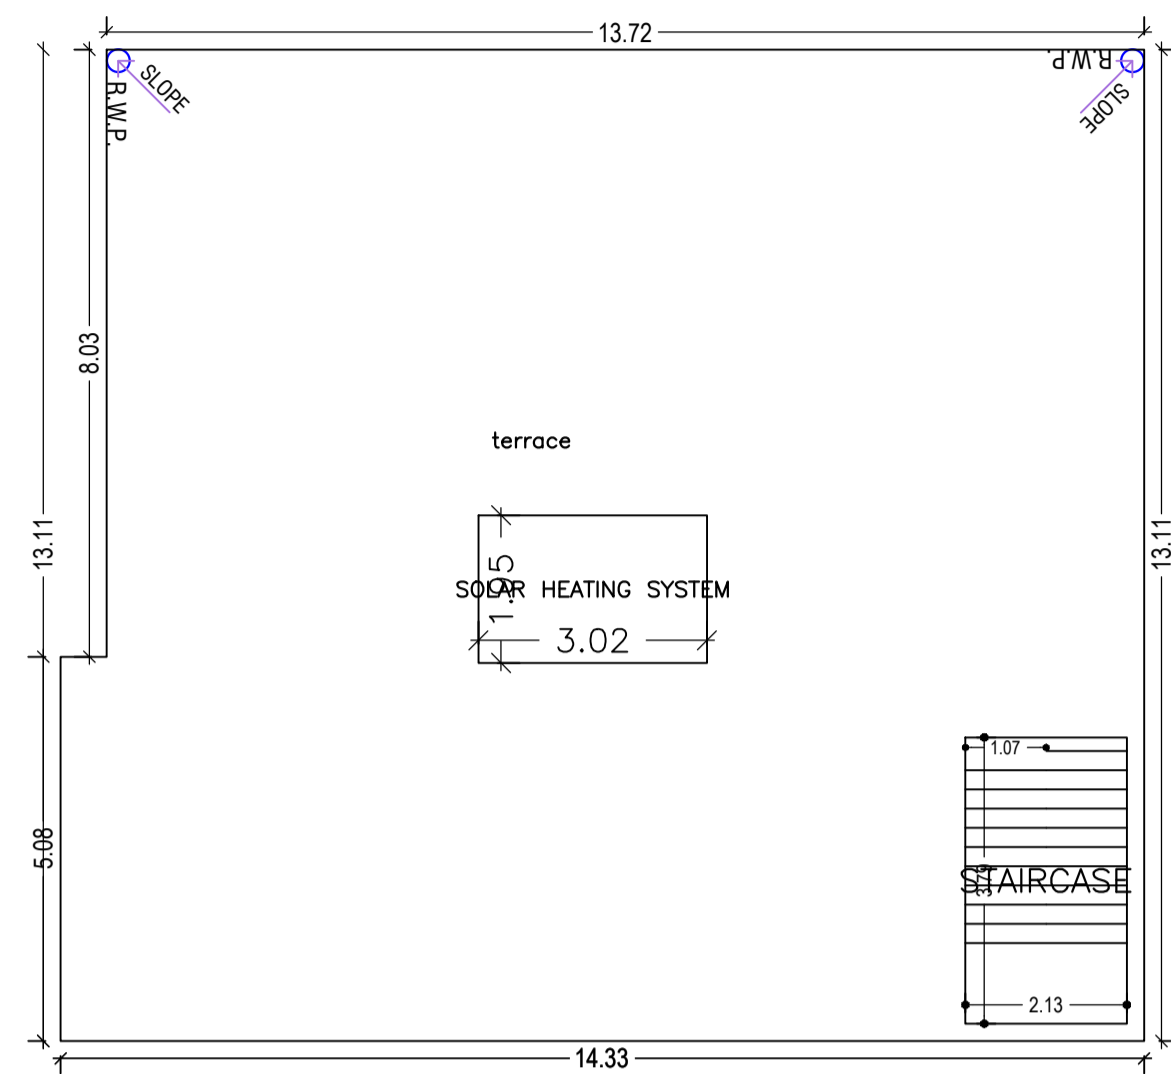 13.72
SLOPE
R.W.P.
R.W.P.
SLOPE
8.03
terrace
13.11
13.11
1.95
SOLAR HEATING SYSTEM
3.02
1.07
5.08
STAIRCASE
2.13
14.33